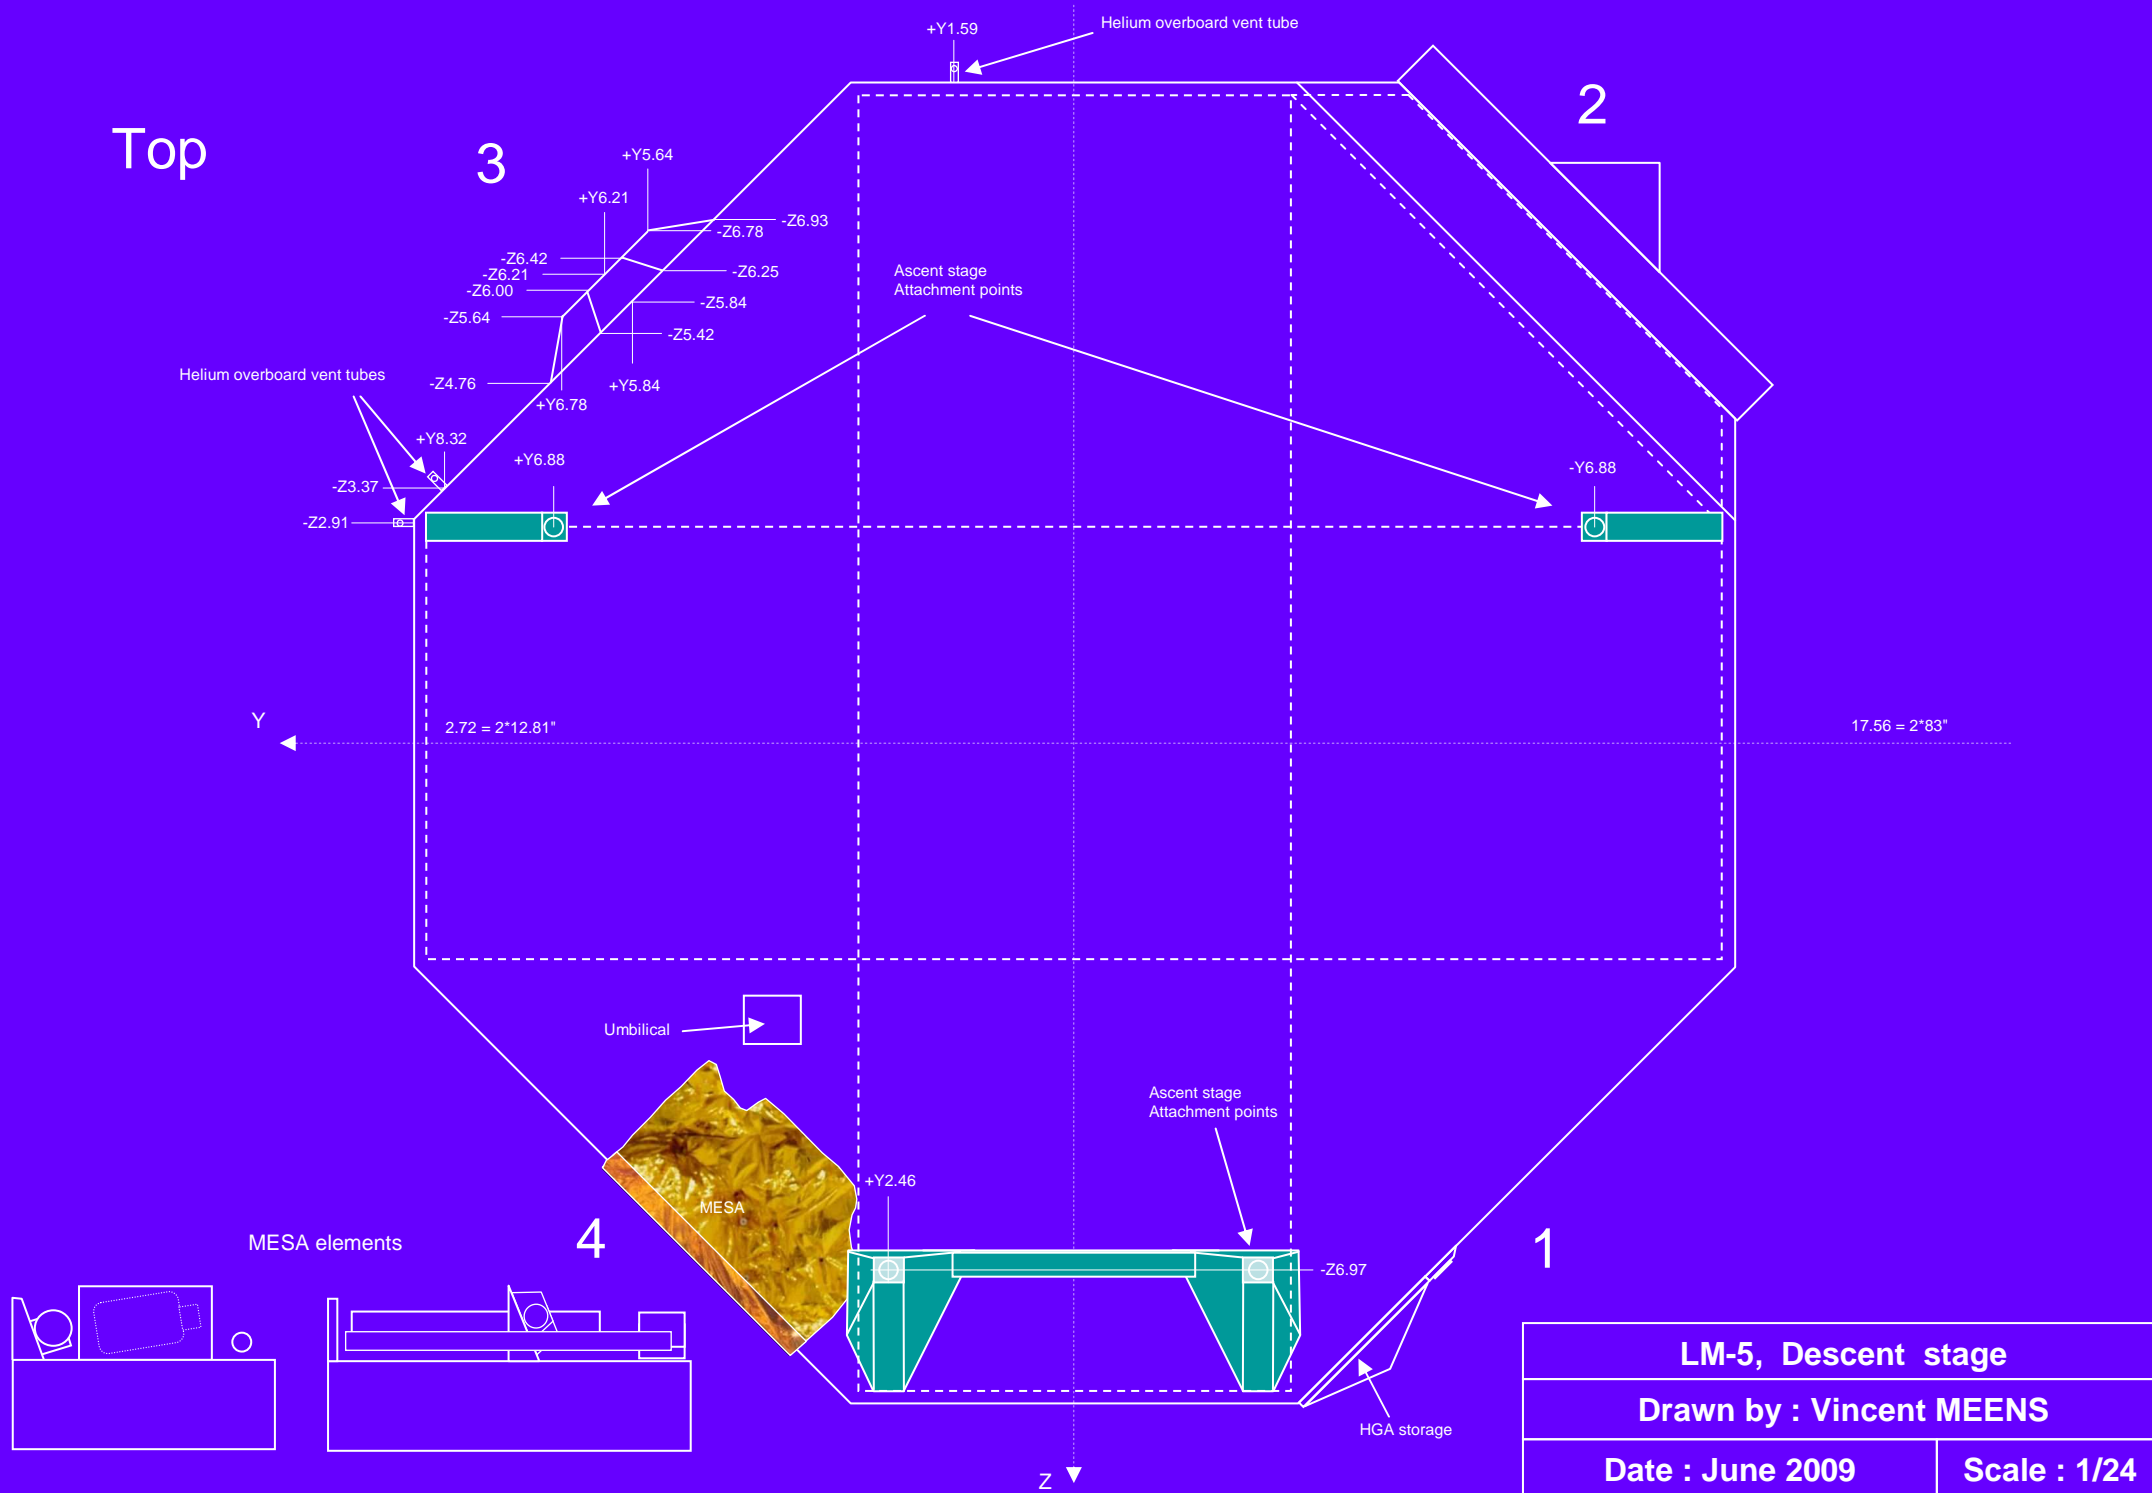 Helium overboard vent tube
+Y1.59
2
Top
3
+Y5.64
+Y6.21
-Z6.93
-Z6.78
-Z6.42
-Z6.21
-Z6.00
-Z6.25
-Z5.84
-Z5.64
-Z5.42
Ascent stage
Attachment points
Helium overboard vent tubes
-Z4.76
+Y5.84
+Y6.78
+Y8.32
+Y6.88
-Y6.88
-Z3.37
-Z2.91
Y
2.72 = 2*12.81"
17.56 = 2*83"
Umbilical
Ascent stage
Attachment points
+Y2.46
MESA
MESA elements
4
1
-Z6.97
HGA storage
Z
LM-5, Descent stage
Drawn by : Vincent MEENS
Date : June 2009
Scale : 1/24